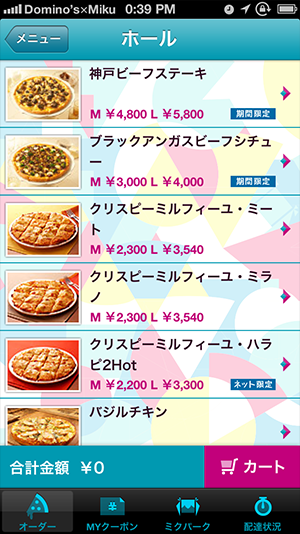 Domino's×Miku 0:39 PM
メニュー
ホール
神戸ビーフステーキ
M ¥4,800 L ¥5,800
期間限定
ブラックアンガスビーフシチュ
ー
M ¥3,000 L ¥4,000
期間限定
クリスピーミルフィーユ・ミー
ト
M ¥2,300 L ¥3,540
クリスピーミルフィーユ・ミラ
ノ
M ¥2,300 L ¥3,540
クリスピーミルフィーユ・ハラ
ピ2Hot
M ¥2,200 L ¥3,300
ネット限定
バジルチキン
合計金額 ¥0
カート
オーダー
MYクーポン
ミクパーク
配達状況